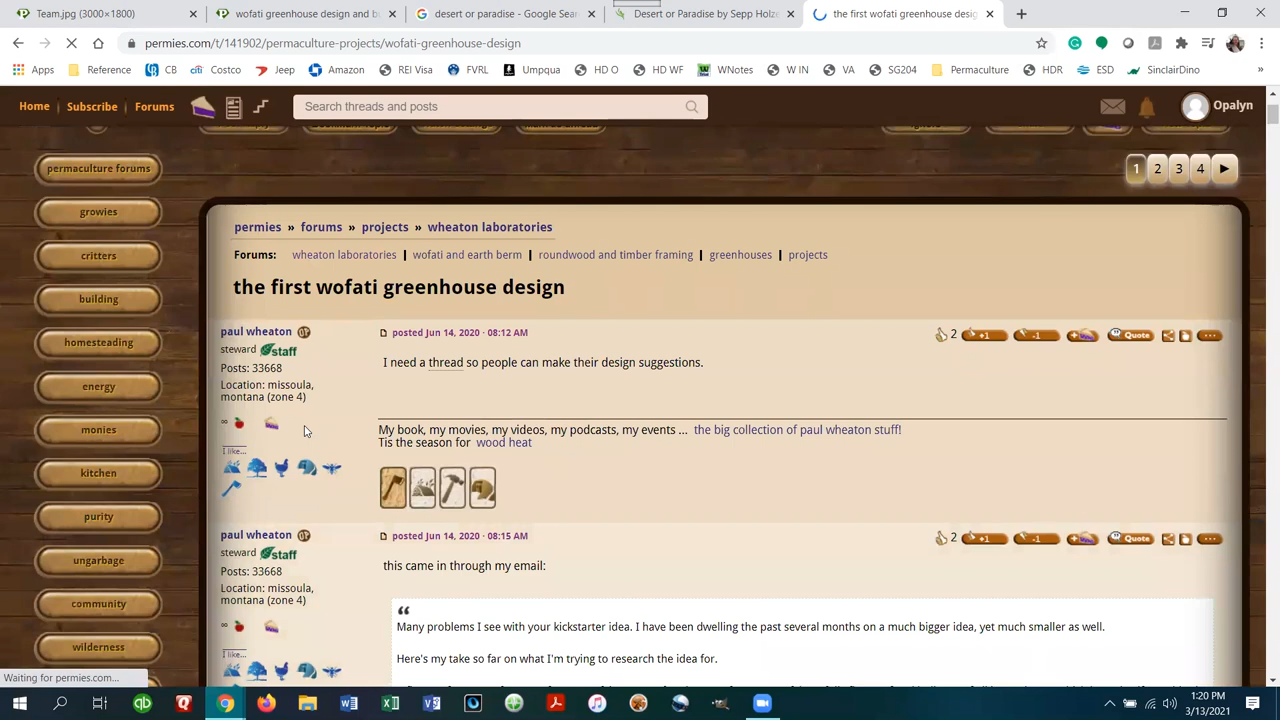 Team.jpg (3000×1800)
wofati greenhouse design and bu
desert or paradise - Google Sear
Desert or Paradise by Sepp Holze
the first wofati greenhouse desig
permies.com/t/141902/permaculture-projects/wofati-greenhouse-design
Apps Reference CB Costco Jeep Amazon REI Visa FVRL Umpqua HD O HD WF WNotes W IN VA SG204 Permaculture HDR ESD SinclairDino »
Home Subscribe Forums Search threads and posts Opalyn
permaculture forums
growies
critters
building
homesteading
energy
monies
kitchen
purity
ungarbage
community
wilderness
1 2 3 4
permies » forums » projects » wheaton laboratories
Forums: wheaton laboratories | wofati and earth berm | roundwood and timber framing | greenhouses | projects
the first wofati greenhouse design
paul wheaton OP
steward staff
Posts: 33668
Location: missoula,
montana (zone 4)
I like...
posted Jun 14, 2020 · 08:12 AM
2 +1 -1 Quote
I need a thread so people can make their design suggestions.
My book, my movies, my videos, my podcasts, my events ... the big collection of paul wheaton stuff!
Tis the season for wood heat
paul wheaton OP
steward staff
Posts: 33668
Location: missoula,
montana (zone 4)
I like...
posted Jun 14, 2020 · 08:15 AM
2 +1 -1 Quote
this came in through my email:
Many problems I see with your kickstarter idea. I have been dwelling the past several months on a much bigger idea, yet much smaller as well.
Here's my take so far on what I'm trying to research the idea for.
Waiting for permies.com...
1:20 PM
3/13/2021